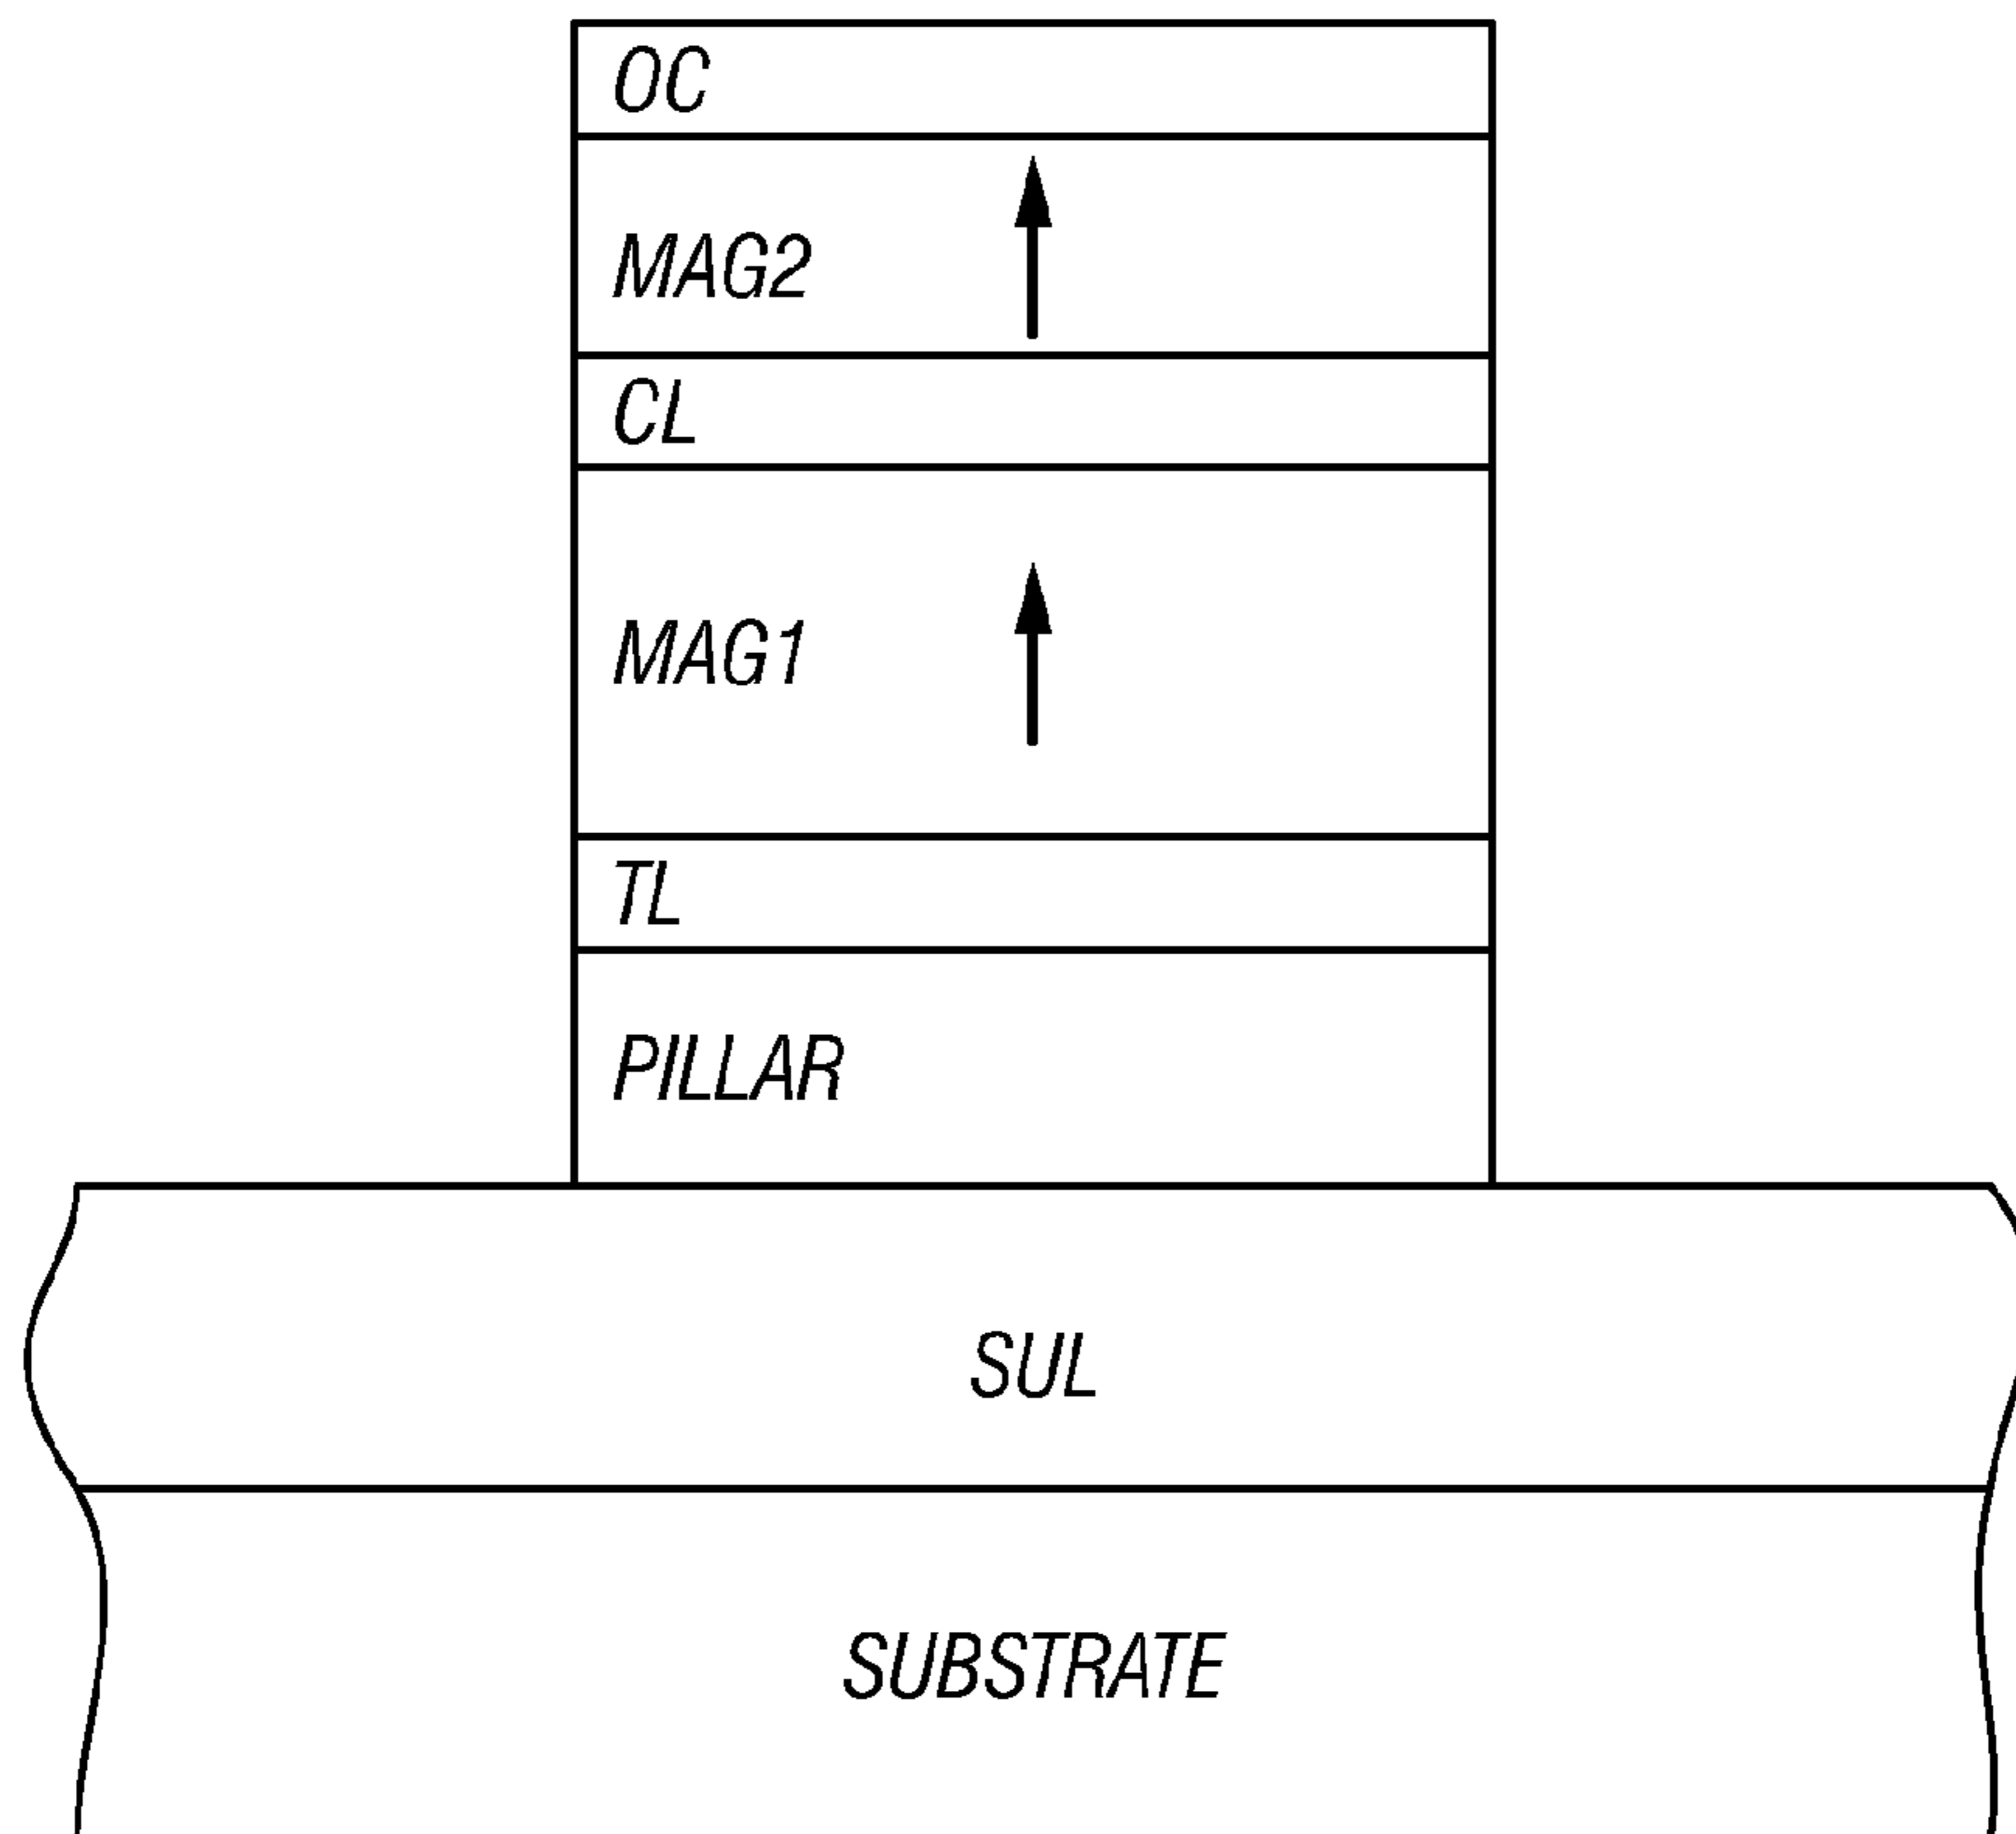 OC
MAG2
CL
MAG1
TL
PILLAR
SUL
SUBSTRATE